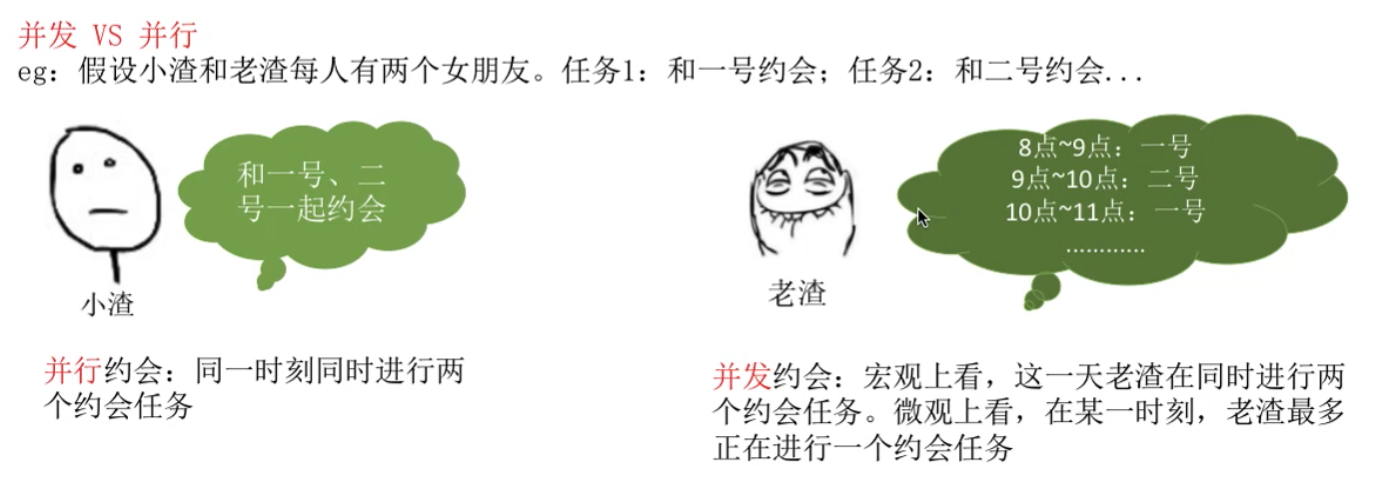 并发 VS 并行
eg：假设小渣和老渣每人有两个女朋友。任务1：和一号约会；任务2：和二号约会...
和一号、二
号一起约会
小渣
并行约会：同一时刻同时进行两
个约会任务
8点~9点：一号
9点~10点：二号
10点~11点：一号
............
老渣
并发约会：宏观上看，这一天老渣在同时进行两
个约会任务。微观上看，在某一时刻，老渣最多
正在进行一个约会任务